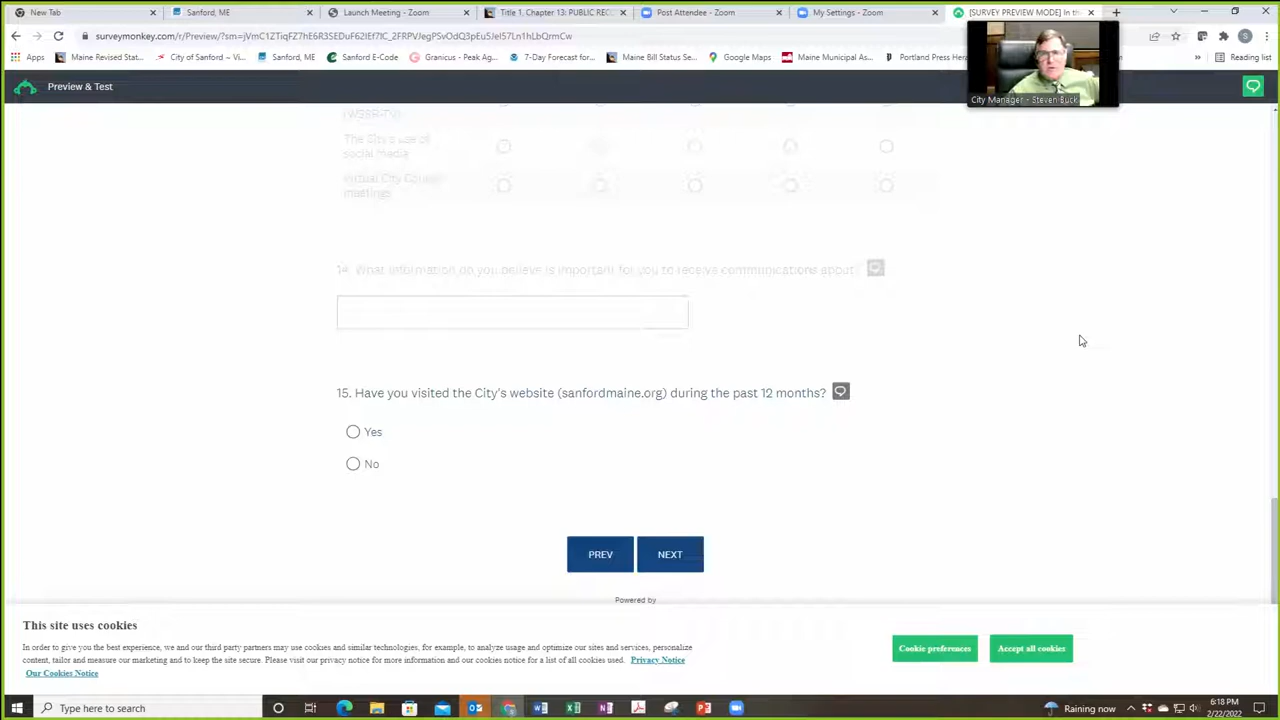 New Tab
Sanford, ME
Launch Meeting - Zoom
Title 1, Chapter 13: PUBLIC REC
Post Attendee - Zoom
My Settings - Zoom
[SURVEY PREVIEW MODE] In th
Apps
Maine Revised Stat
City of Sanford ~ Vi...
Sanford, ME
Sanford E-Code
Granicus - Peak Ag...
7-Day Forecast for...
Maine Bill Status Se...
Google Maps
Maine Municipal As...
Portland Press Hera
Reading list
City Manager - Steven Buck
Preview & Test
(WSSR-TV)
The City's use of
social media
Virtual City Council
meetings
14. What information do you believe is important for you to receive communications about?
15. Have you visited the City's website (sanfordmaine.org) during the past 12 months?
Yes
No
PREV
NEXT
Powered by
This site uses cookies
In order to give you the best experience, we and our third party partners may use cookies and similar technologies, for example, to analyze usage and optimize our sites and services, personalize
content, tailor and measure our marketing and to keep the site secure. Please visit our privacy notice for more information and our cookies notice for a list of all cookies used. Privacy Notice
Our Cookies Notice
Cookie preferences
Accept all cookies
Type here to search
Raining now
6:18 PM
2/22/2022